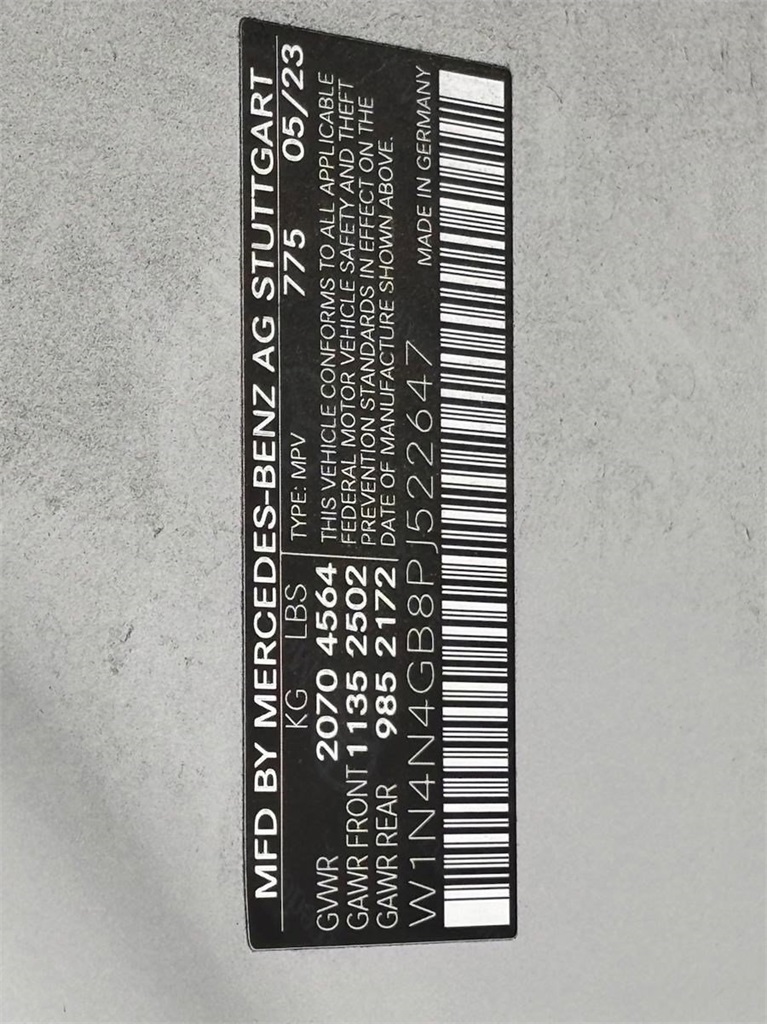 MFD BY MERCEDES-BENZ AG STUTTGART
KG LBS TYPE: MPV 775 05/23
GVWR 2070 4564
GAWR FRONT 1135 2502
GAWR REAR 985 2172
THIS VEHICLE CONFORMS TO ALL APPLICABLE
FEDERAL MOTOR VEHICLE SAFETY AND THEFT
PREVENTION STANDARDS IN EFFECT ON THE
DATE OF MANUFACTURE SHOWN ABOVE.
W1N4N4GB8PJ522647 MADE IN GERMANY